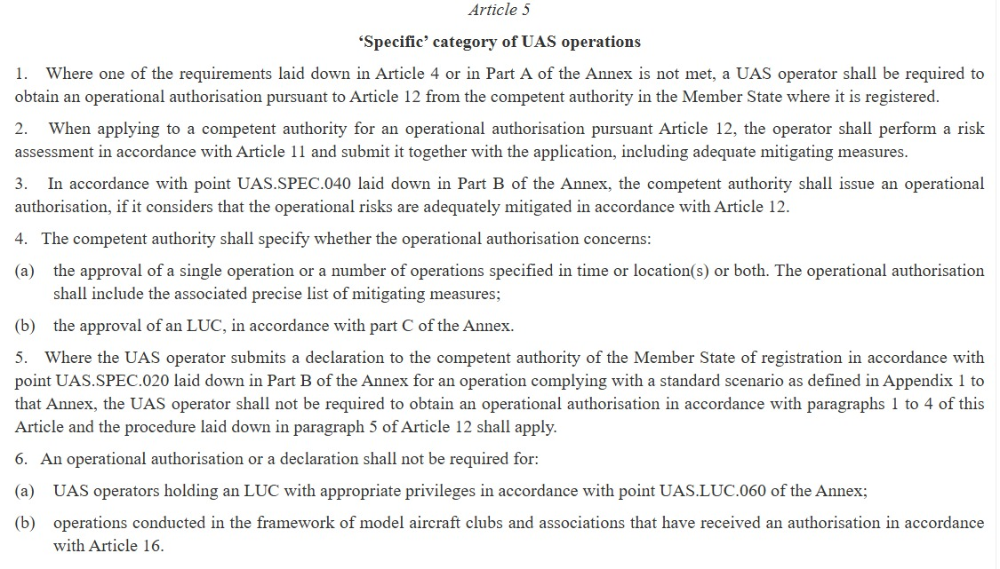 Article 5
‘Specific’ category of UAS operations
1. Where one of the requirements laid down in Article 4 or in Part A of the Annex is not met, a UAS operator shall be required to
obtain an operational authorisation pursuant to Article 12 from the competent authority in the Member State where it is registered.
2. When applying to a competent authority for an operational authorisation pursuant Article 12, the operator shall perform a risk
assessment in accordance with Article 11 and submit it together with the application, including adequate mitigating measures.
3. In accordance with point UAS.SPEC.040 laid down in Part B of the Annex, the competent authority shall issue an operational
authorisation, if it considers that the operational risks are adequately mitigated in accordance with Article 12.
4. The competent authority shall specify whether the operational authorisation concerns:
(a) the approval of a single operation or a number of operations specified in time or location(s) or both. The operational authorisation
shall include the associated precise list of mitigating measures;
(b) the approval of an LUC, in accordance with part C of the Annex.
5. Where the UAS operator submits a declaration to the competent authority of the Member State of registration in accordance with
point UAS.SPEC.020 laid down in Part B of the Annex for an operation complying with a standard scenario as defined in Appendix 1 to
that Annex, the UAS operator shall not be required to obtain an operational authorisation in accordance with paragraphs 1 to 4 of this
Article and the procedure laid down in paragraph 5 of Article 12 shall apply.
6. An operational authorisation or a declaration shall not be required for:
(a) UAS operators holding an LUC with appropriate privileges in accordance with point UAS.LUC.060 of the Annex;
(b) operations conducted in the framework of model aircraft clubs and associations that have received an authorisation in accordance
with Article 16.